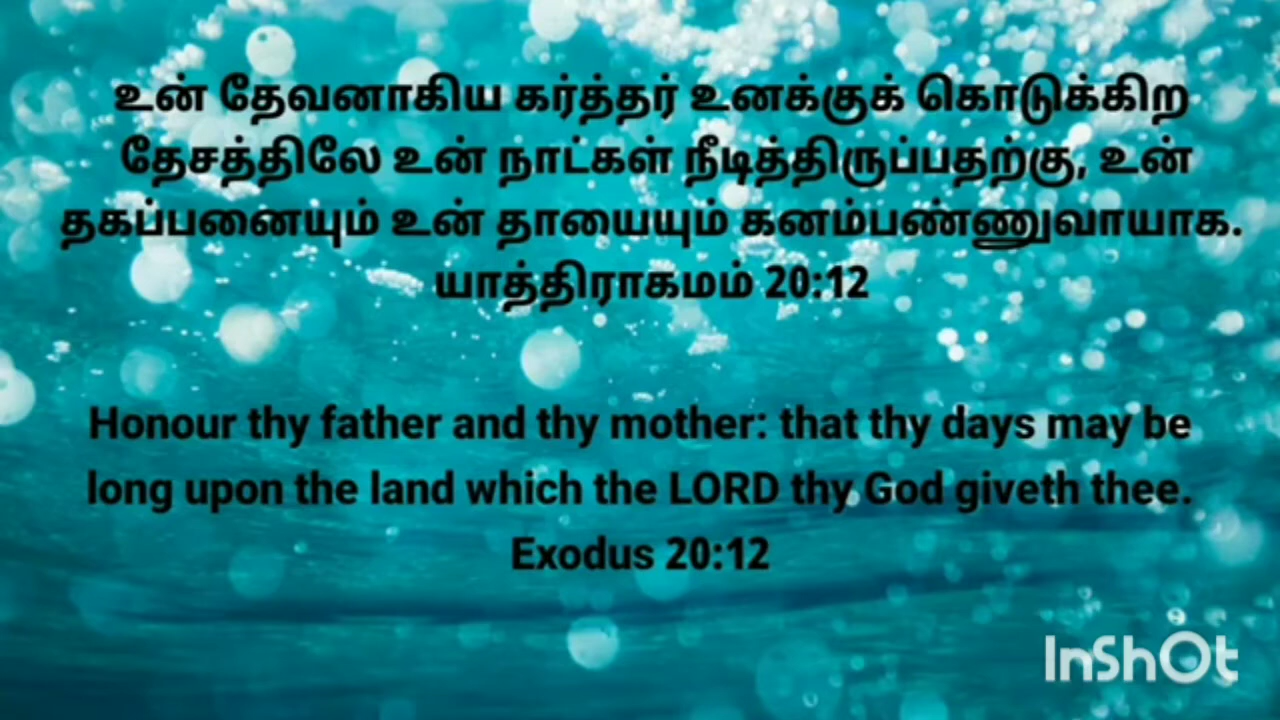 உன் தேவனாகிய கர்த்தர் உனக்குக் கொடுக்கிற
தேசத்திலே உன் நாட்கள் நீடித்திருப்பதற்கு, உன்
தகப்பனையும் உன் தாயையும் கனம்பண்ணுவாயாக.
யாத்திராகமம் 20:12
Honour thy father and thy mother: that thy days may be
long upon the land which the LORD thy God giveth thee.
Exodus 20:12
InShOt